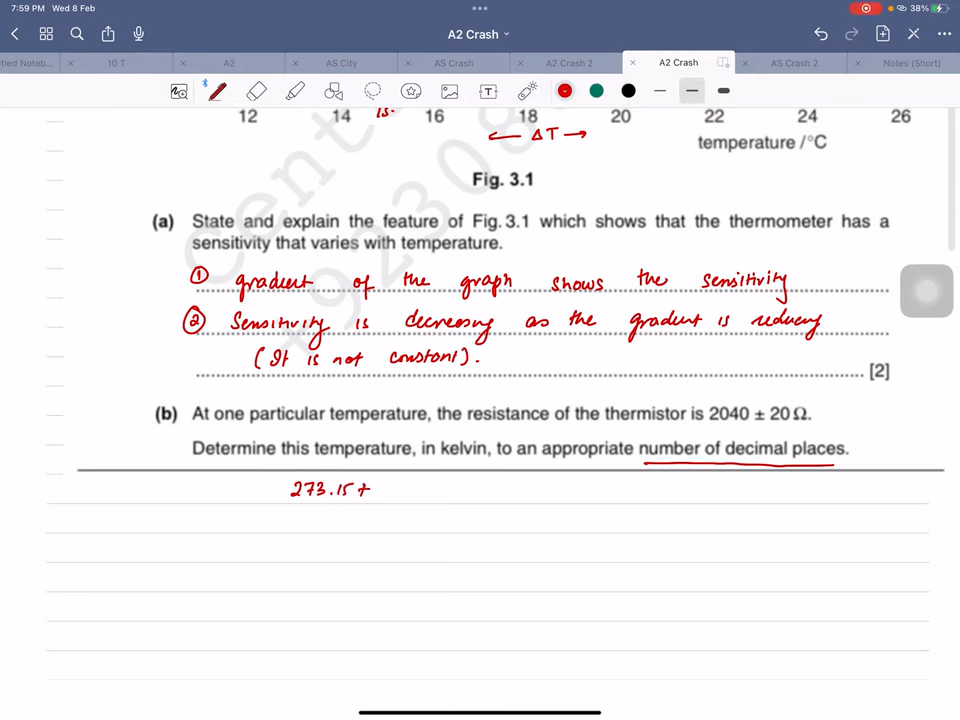 7:59 PM Wed 8 Feb
38%
A2 Crash
10 T
A2
AS City
AS Crash
A2 Crash 2
A2 Crash
AS Crash 2
Notes (Short)
12 14 16 18 20 22 24 26
is.
← ΔT →
temperature /°C
Fig. 3.1
(a) State and explain the feature of Fig. 3.1 which shows that the thermometer has a
sensitivity that varies with temperature.
① gradient of the graph shows the sensitivity
② Sensitivity is decreasing as the gradient is reducing
(It is not constant).
[2]
(b) At one particular temperature, the resistance of the thermistor is 2040 ± 20 Ω.
Determine this temperature, in kelvin, to an appropriate number of decimal places.
273.15 +